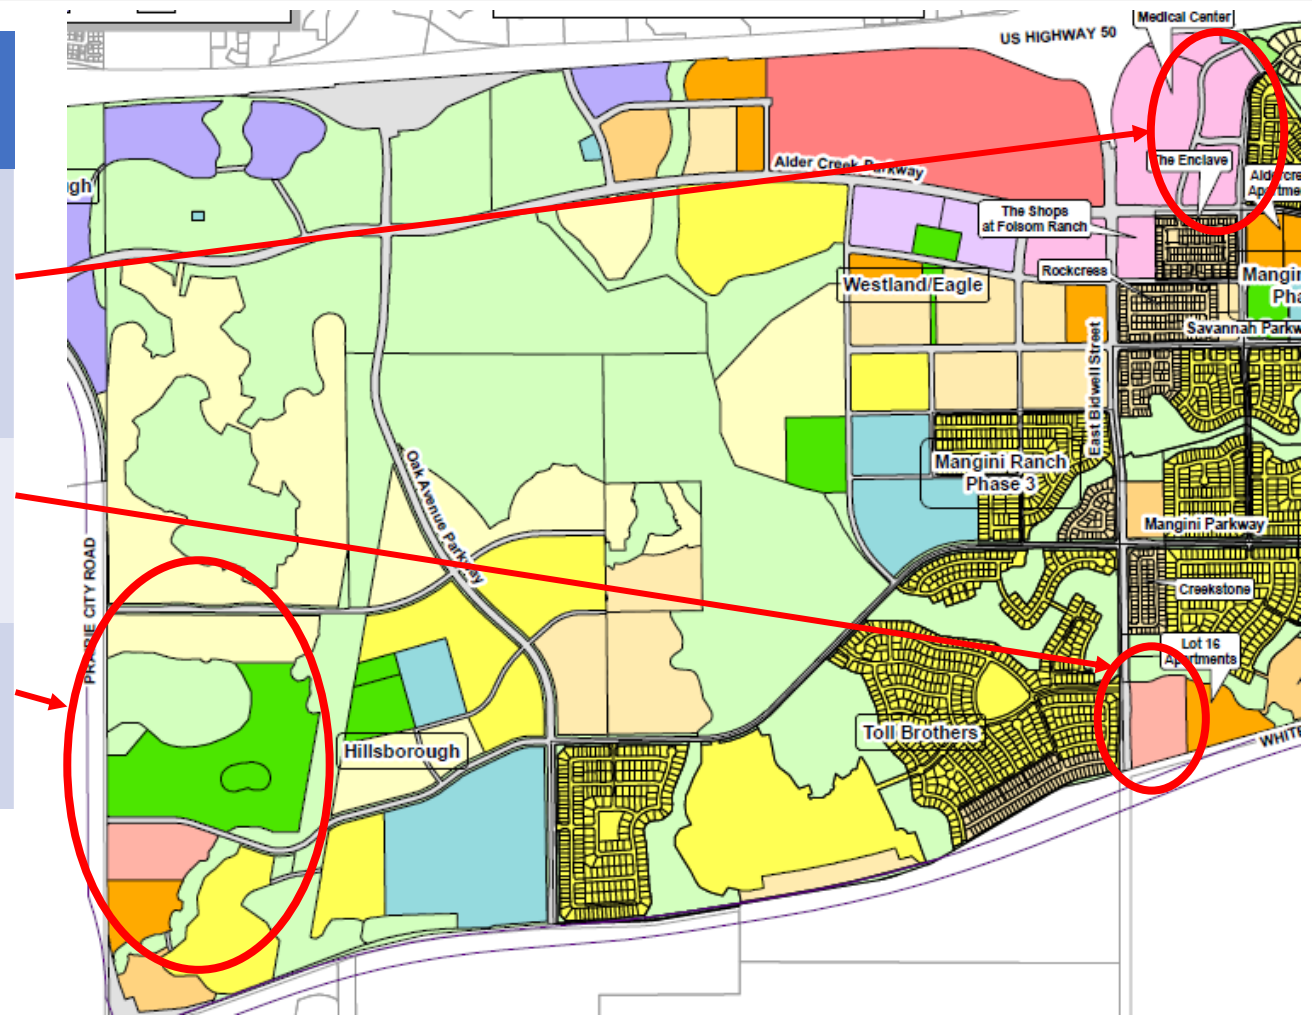 Medical Center
US HIGHWAY 50
Alder Creek Parkway
The Enclave
gh
The Shops
at Folsom Ranch
Rockcress
Westland/Eagle
Savannah
East Bidwell Street
Mangini Ranch
Phase 3
Oak Avenue Parkway
Mangini Parkway
PRAIRIE CITY ROAD
Creekstone
Lot 16
Apartments
Toll Brothers
Hillsborough